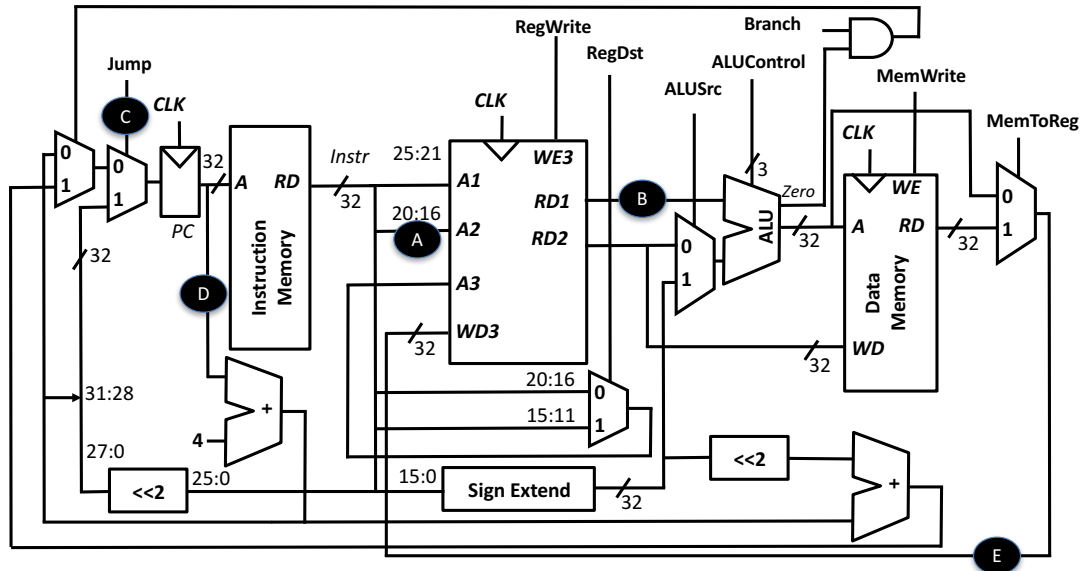 Branch
RegWrite
RegDst
Jump
ALUControl
ALUSrc
MemWrite
C
CLK
CLK
CLK
MemToReg
0
1
0
1
32
A
RD
Instr
32
25:21
A1
WE3
RD1
B
3
Zero
WE
0
1
PC
20:16
A
A2
RD2
0
1
ALU
32
A
RD
32
32
D
Instruction
Memory
A3
WD3
32
Data
Memory
WD
32
31:28
+
4
20:16
0
15:11
1
27:0
<<2
25:0
15:0
Sign Extend
32
<<2
+
E